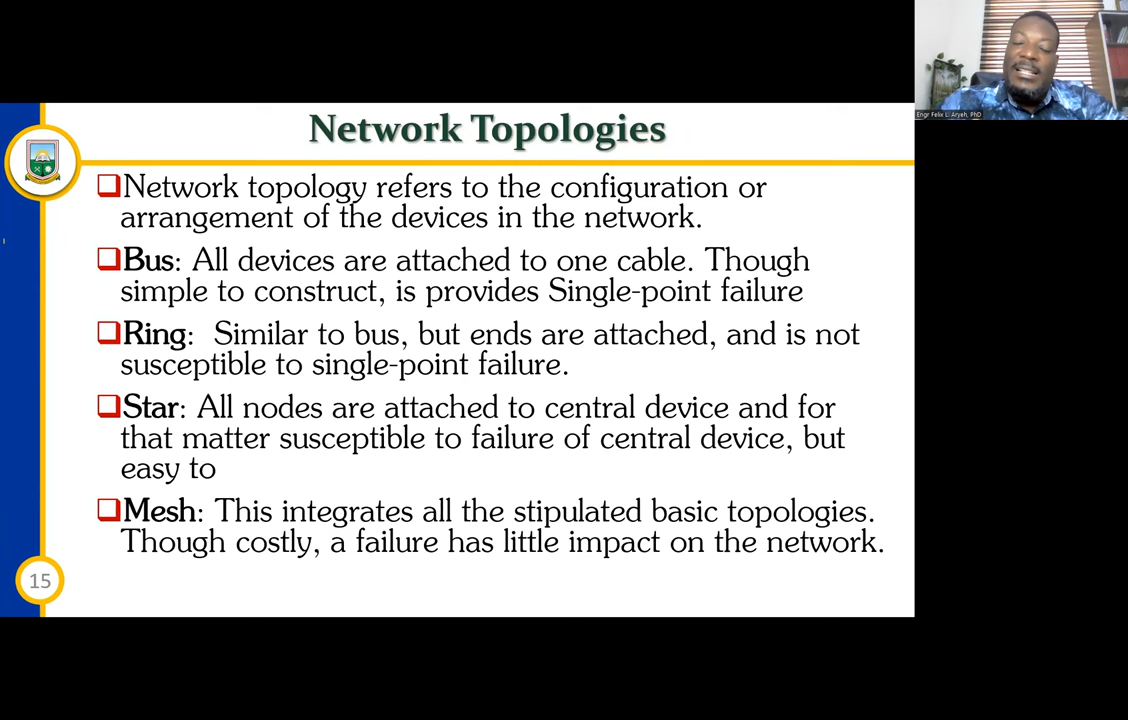 Engr Felix L. Aryeh, PhD
Network Topologies
Network topology refers to the configuration or
arrangement of the devices in the network.
Bus: All devices are attached to one cable. Though
simple to construct, is provides Single-point failure
Ring: Similar to bus, but ends are attached, and is not
susceptible to single-point failure.
Star: All nodes are attached to central device and for
that matter susceptible to failure of central device, but
easy to
Mesh: This integrates all the stipulated basic topologies.
Though costly, a failure has little impact on the network.
15